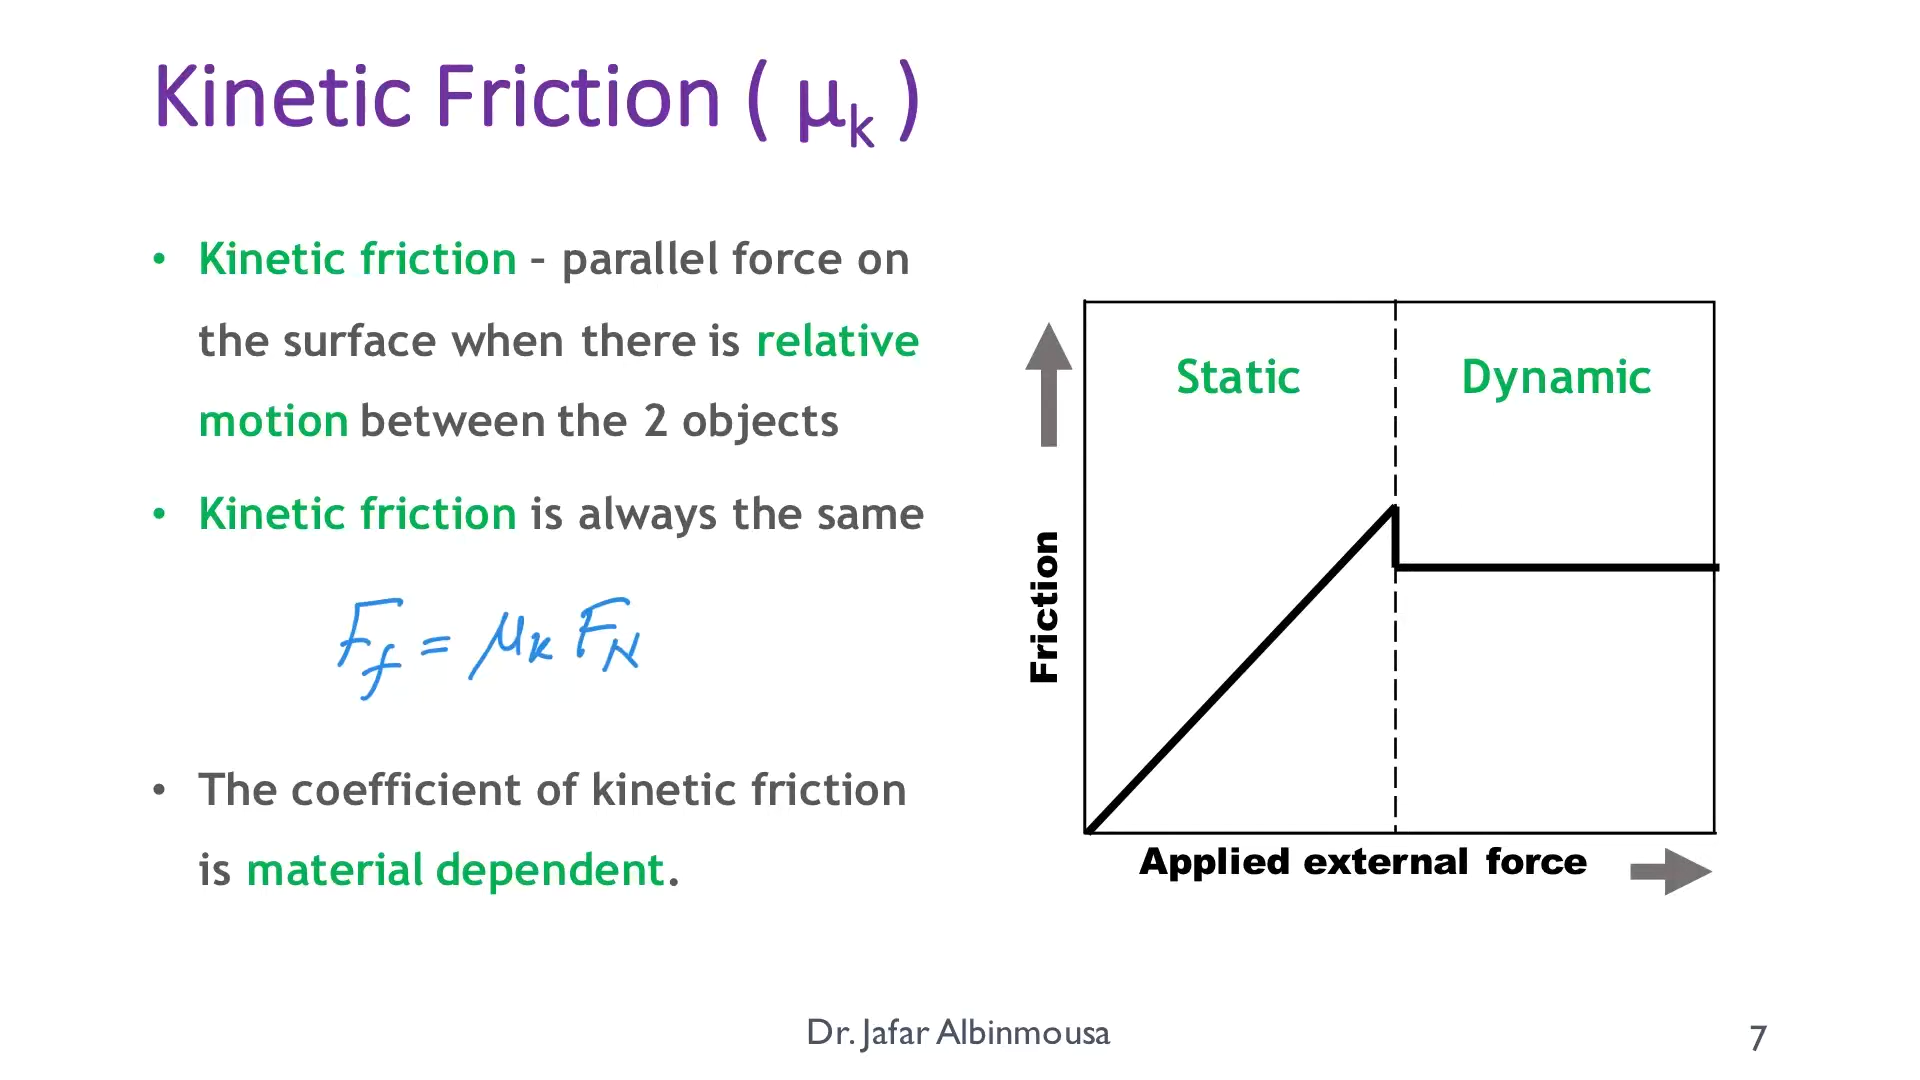 Kinetic Friction ( μk )
• Kinetic friction – parallel force on
the surface when there is relative
motion between the 2 objects
• Kinetic friction is always the same
Ff = μk FN
• The coefficient of kinetic friction
is material dependent.
Static
Dynamic
Friction
Applied external force
Dr. Jafar Albinmousa
7